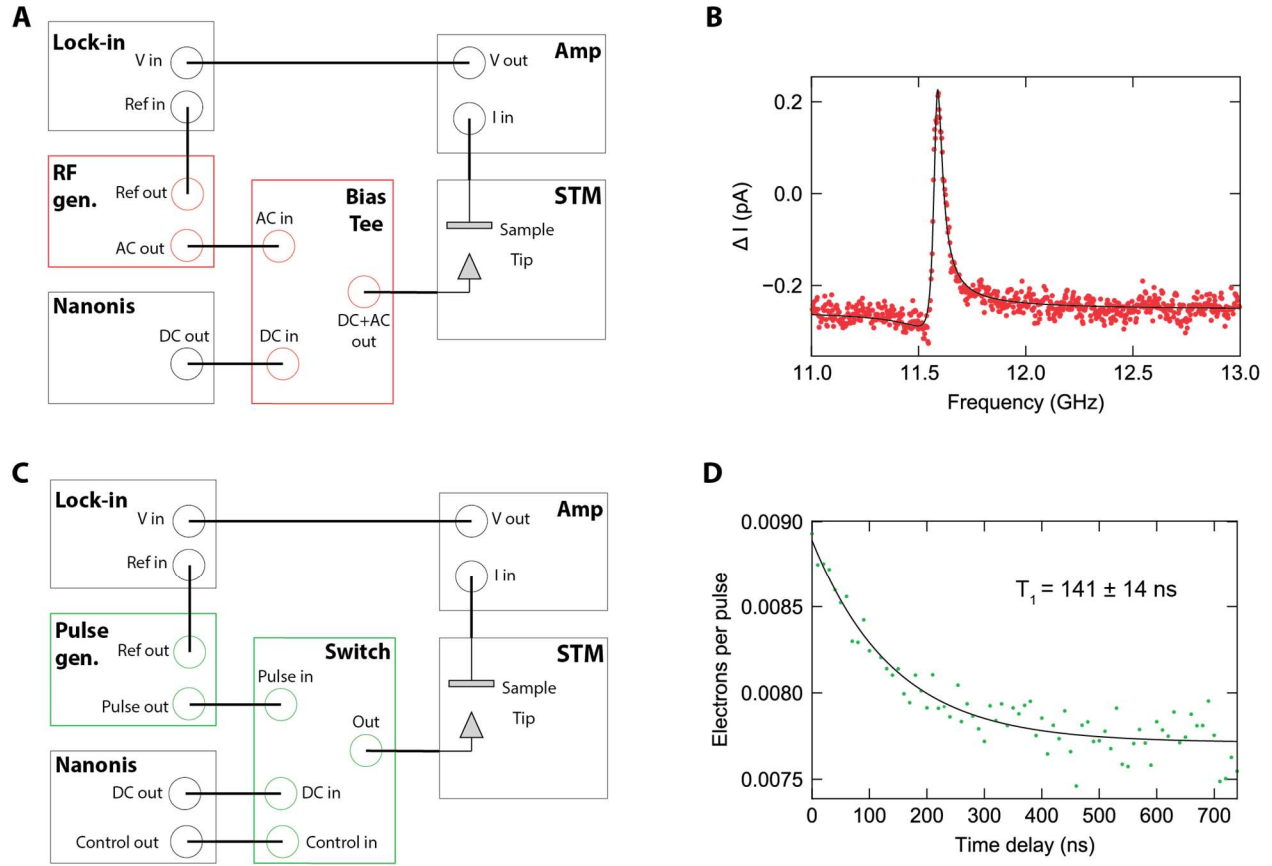 A
Lock-in
V in
Ref in
Amp
V out
I in
RF
gen.
Ref out
AC out
Bias
Tee
AC in
DC+AC
out
DC in
STM
Sample
Tip
Nanonis
DC out
B
Δ I (pA)
0.2
0.0
−0.2
11.0 11.5 12.0 12.5 13.0
Frequency (GHz)
C
Lock-in
V in
Ref in
Amp
V out
I in
Pulse
gen.
Ref out
Pulse out
Switch
Pulse in
Out
DC in
Control in
STM
Sample
Tip
Nanonis
DC out
Control out
D
Electrons per pulse
0.0090
0.0085
0.0080
0.0075
T1 = 141 ± 14 ns
0 100 200 300 400 500 600 700
Time delay (ns)